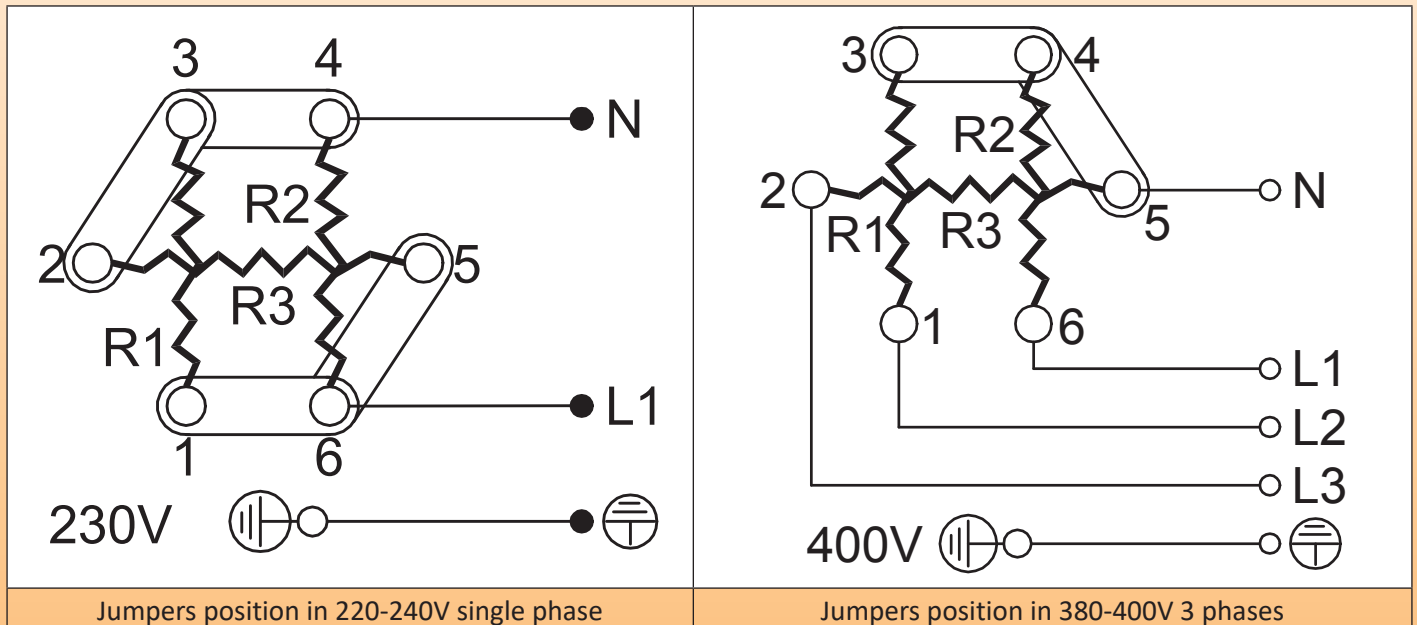 3 4
N
R2
2 5
R3
R1
L1
1 6
230V
Jumpers position in 220-240V single phase
3 4
R2
2 N
R1 R3 5
1 6
L1
L2
L3
400V
Jumpers position in 380-400V 3 phases